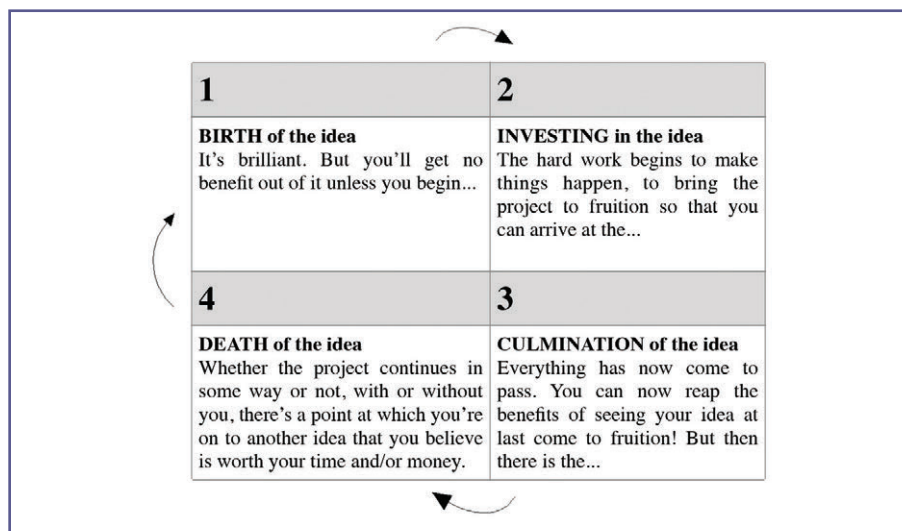 1
BIRTH of the idea
It's brilliant. But you'll get no
benefit out of it unless you begin...
2
INVESTING in the idea
The hard work begins to make
things happen, to bring the
project to fruition so that you
can arrive at the...
3
CULMINATION of the idea
Everything has now come to
pass. You can now reap the
benefits of seeing your idea at
last come to fruition! But then
there is the...
4
DEATH of the idea
Whether the project continues in
some way or not, with or without
you, there's a point at which you're
on to another idea that you believe
is worth your time and/or money.